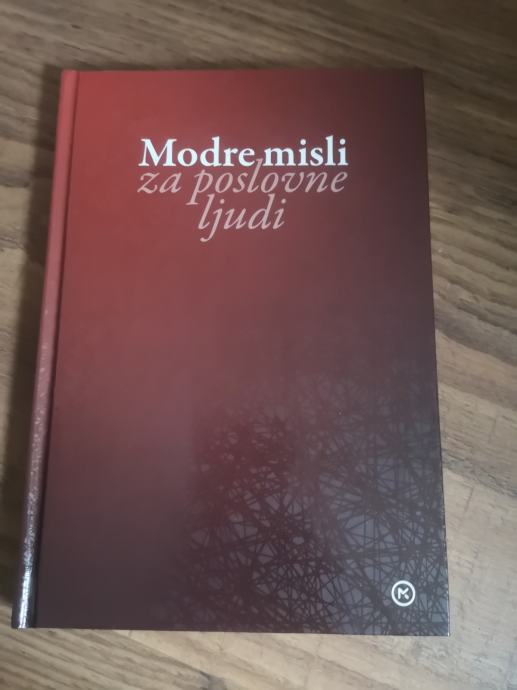 Modre misli
za poslovne
ljudi